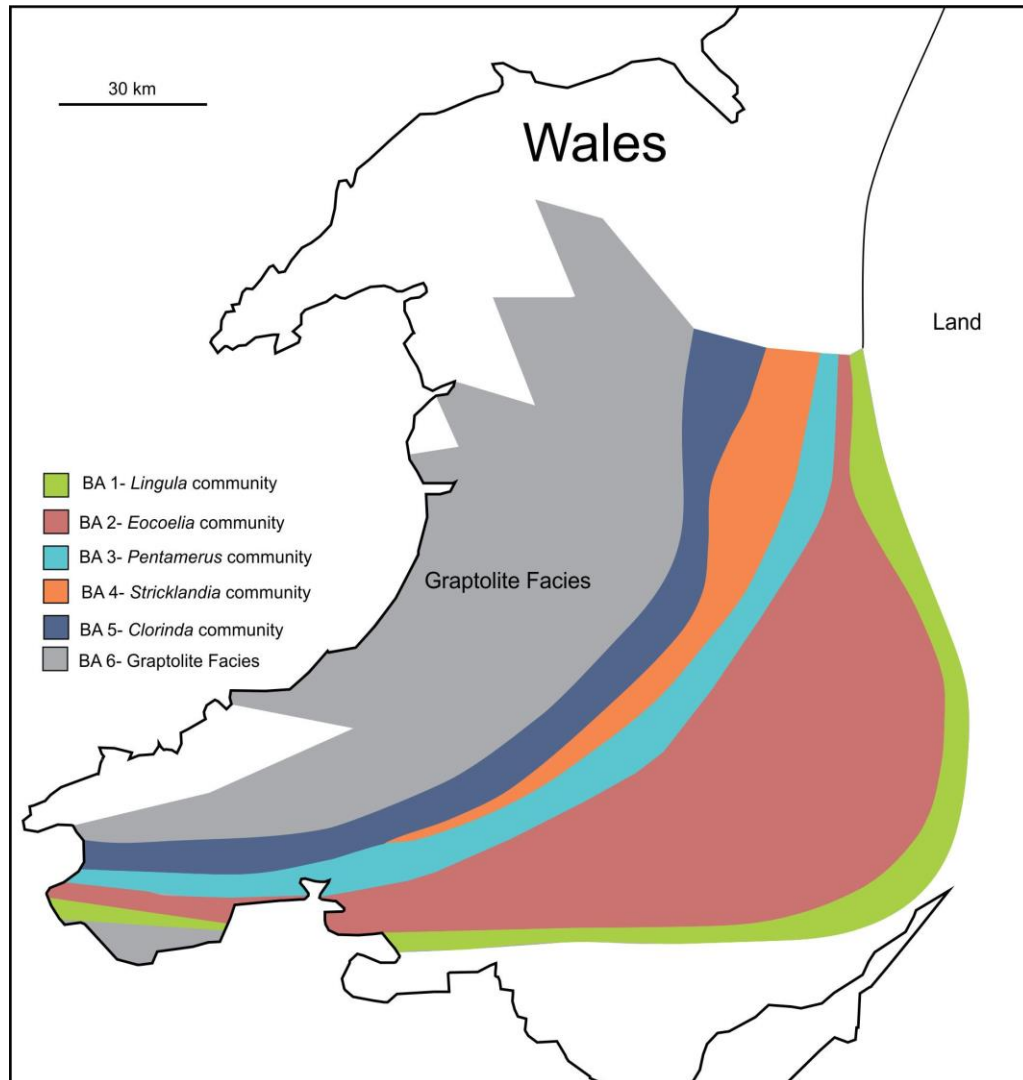 30 km
Wales
Land
BA 1- Lingula community
BA 2- Eocoelia community
BA 3- Pentamerus community
BA 4- Stricklandia community
BA 5- Clorinda community
BA 6- Graptolite Facies
Graptolite Facies